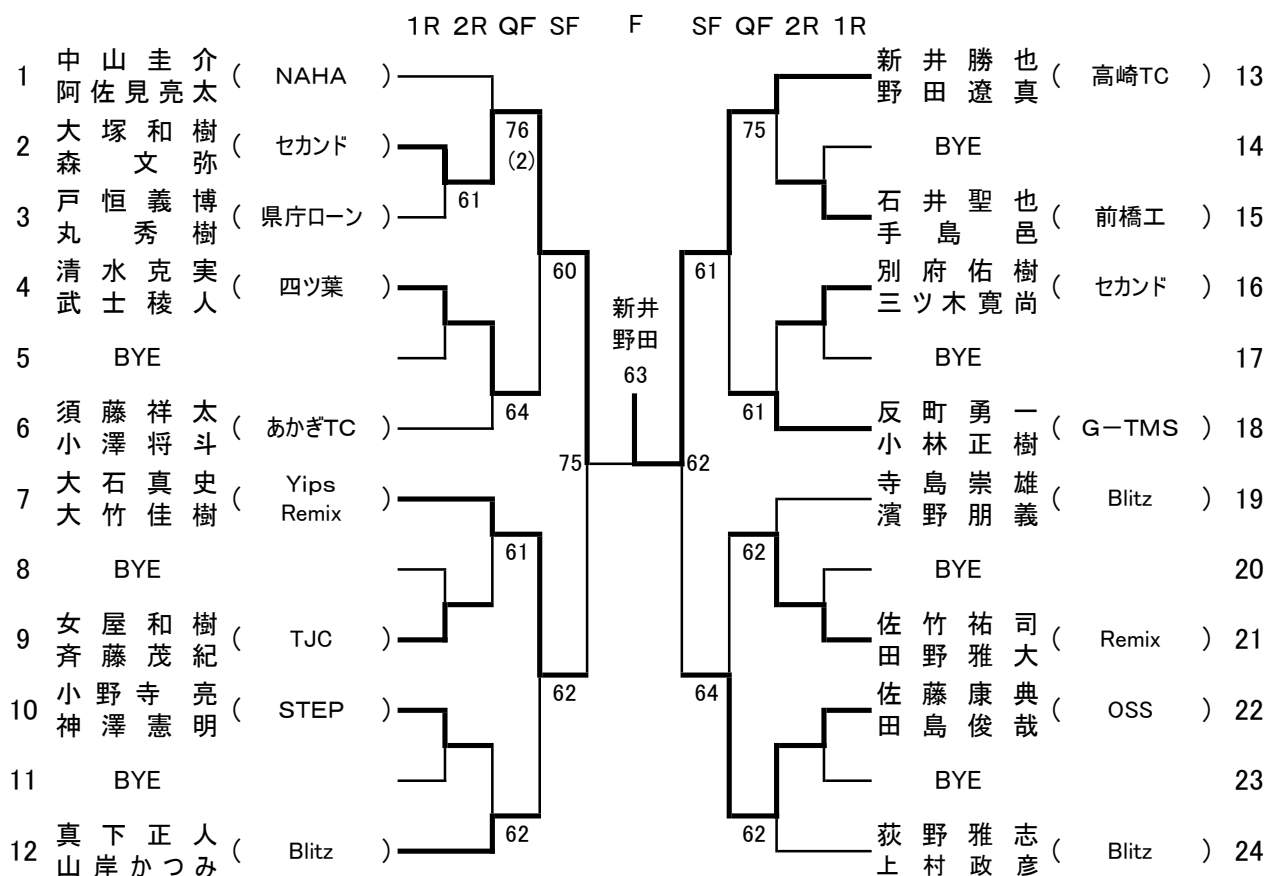 1R 2R QF SF F SF QF 2R 1R
1 中山圭介 阿佐見亮太 ( NAHA )
2 大塚和樹 森文弥 ( セカンド )
3 戸恒義博 丸秀樹 ( 県庁ローン )
4 清水克実 武士稜人 ( 四ツ葉 )
5 BYE
6 須藤祥太 小澤将斗 ( あかぎTC )
7 大石真史 大竹佳樹 ( Yips Remix )
8 BYE
9 女屋和樹 斉藤茂紀 ( TJC )
10 小野寺亮 神澤憲明 ( STEP )
11 BYE
12 真下正人 山岸かつみ ( Blitz )
76
(2)
61
60
64
75
61
62
62
新井
野田
63
75
61
61
62
62
64
62
新井勝也 野田遼真 ( 高崎TC ) 13
BYE 14
石井聖也 手島邑 ( 前橋工 ) 15
別府佑樹 三ツ木寛尚 ( セカンド ) 16
BYE 17
反町勇一 小林正樹 ( G－TMS ) 18
寺島崇雄 濱野朋義 ( Blitz ) 19
BYE 20
佐竹祐司 田野雅大 ( Remix ) 21
佐藤康典 田島俊哉 ( OSS ) 22
BYE 23
荻野雅志 上村政彦 ( Blitz ) 24